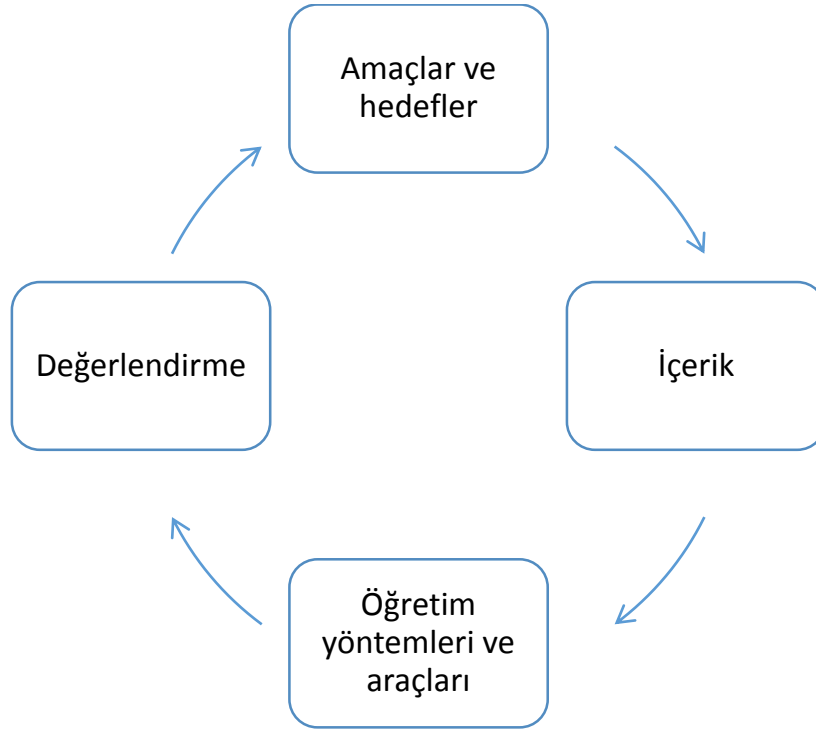 Amaçlar ve
hedefler
Değerlendirme
İçerik
Öğretim
yöntemleri ve
araçları